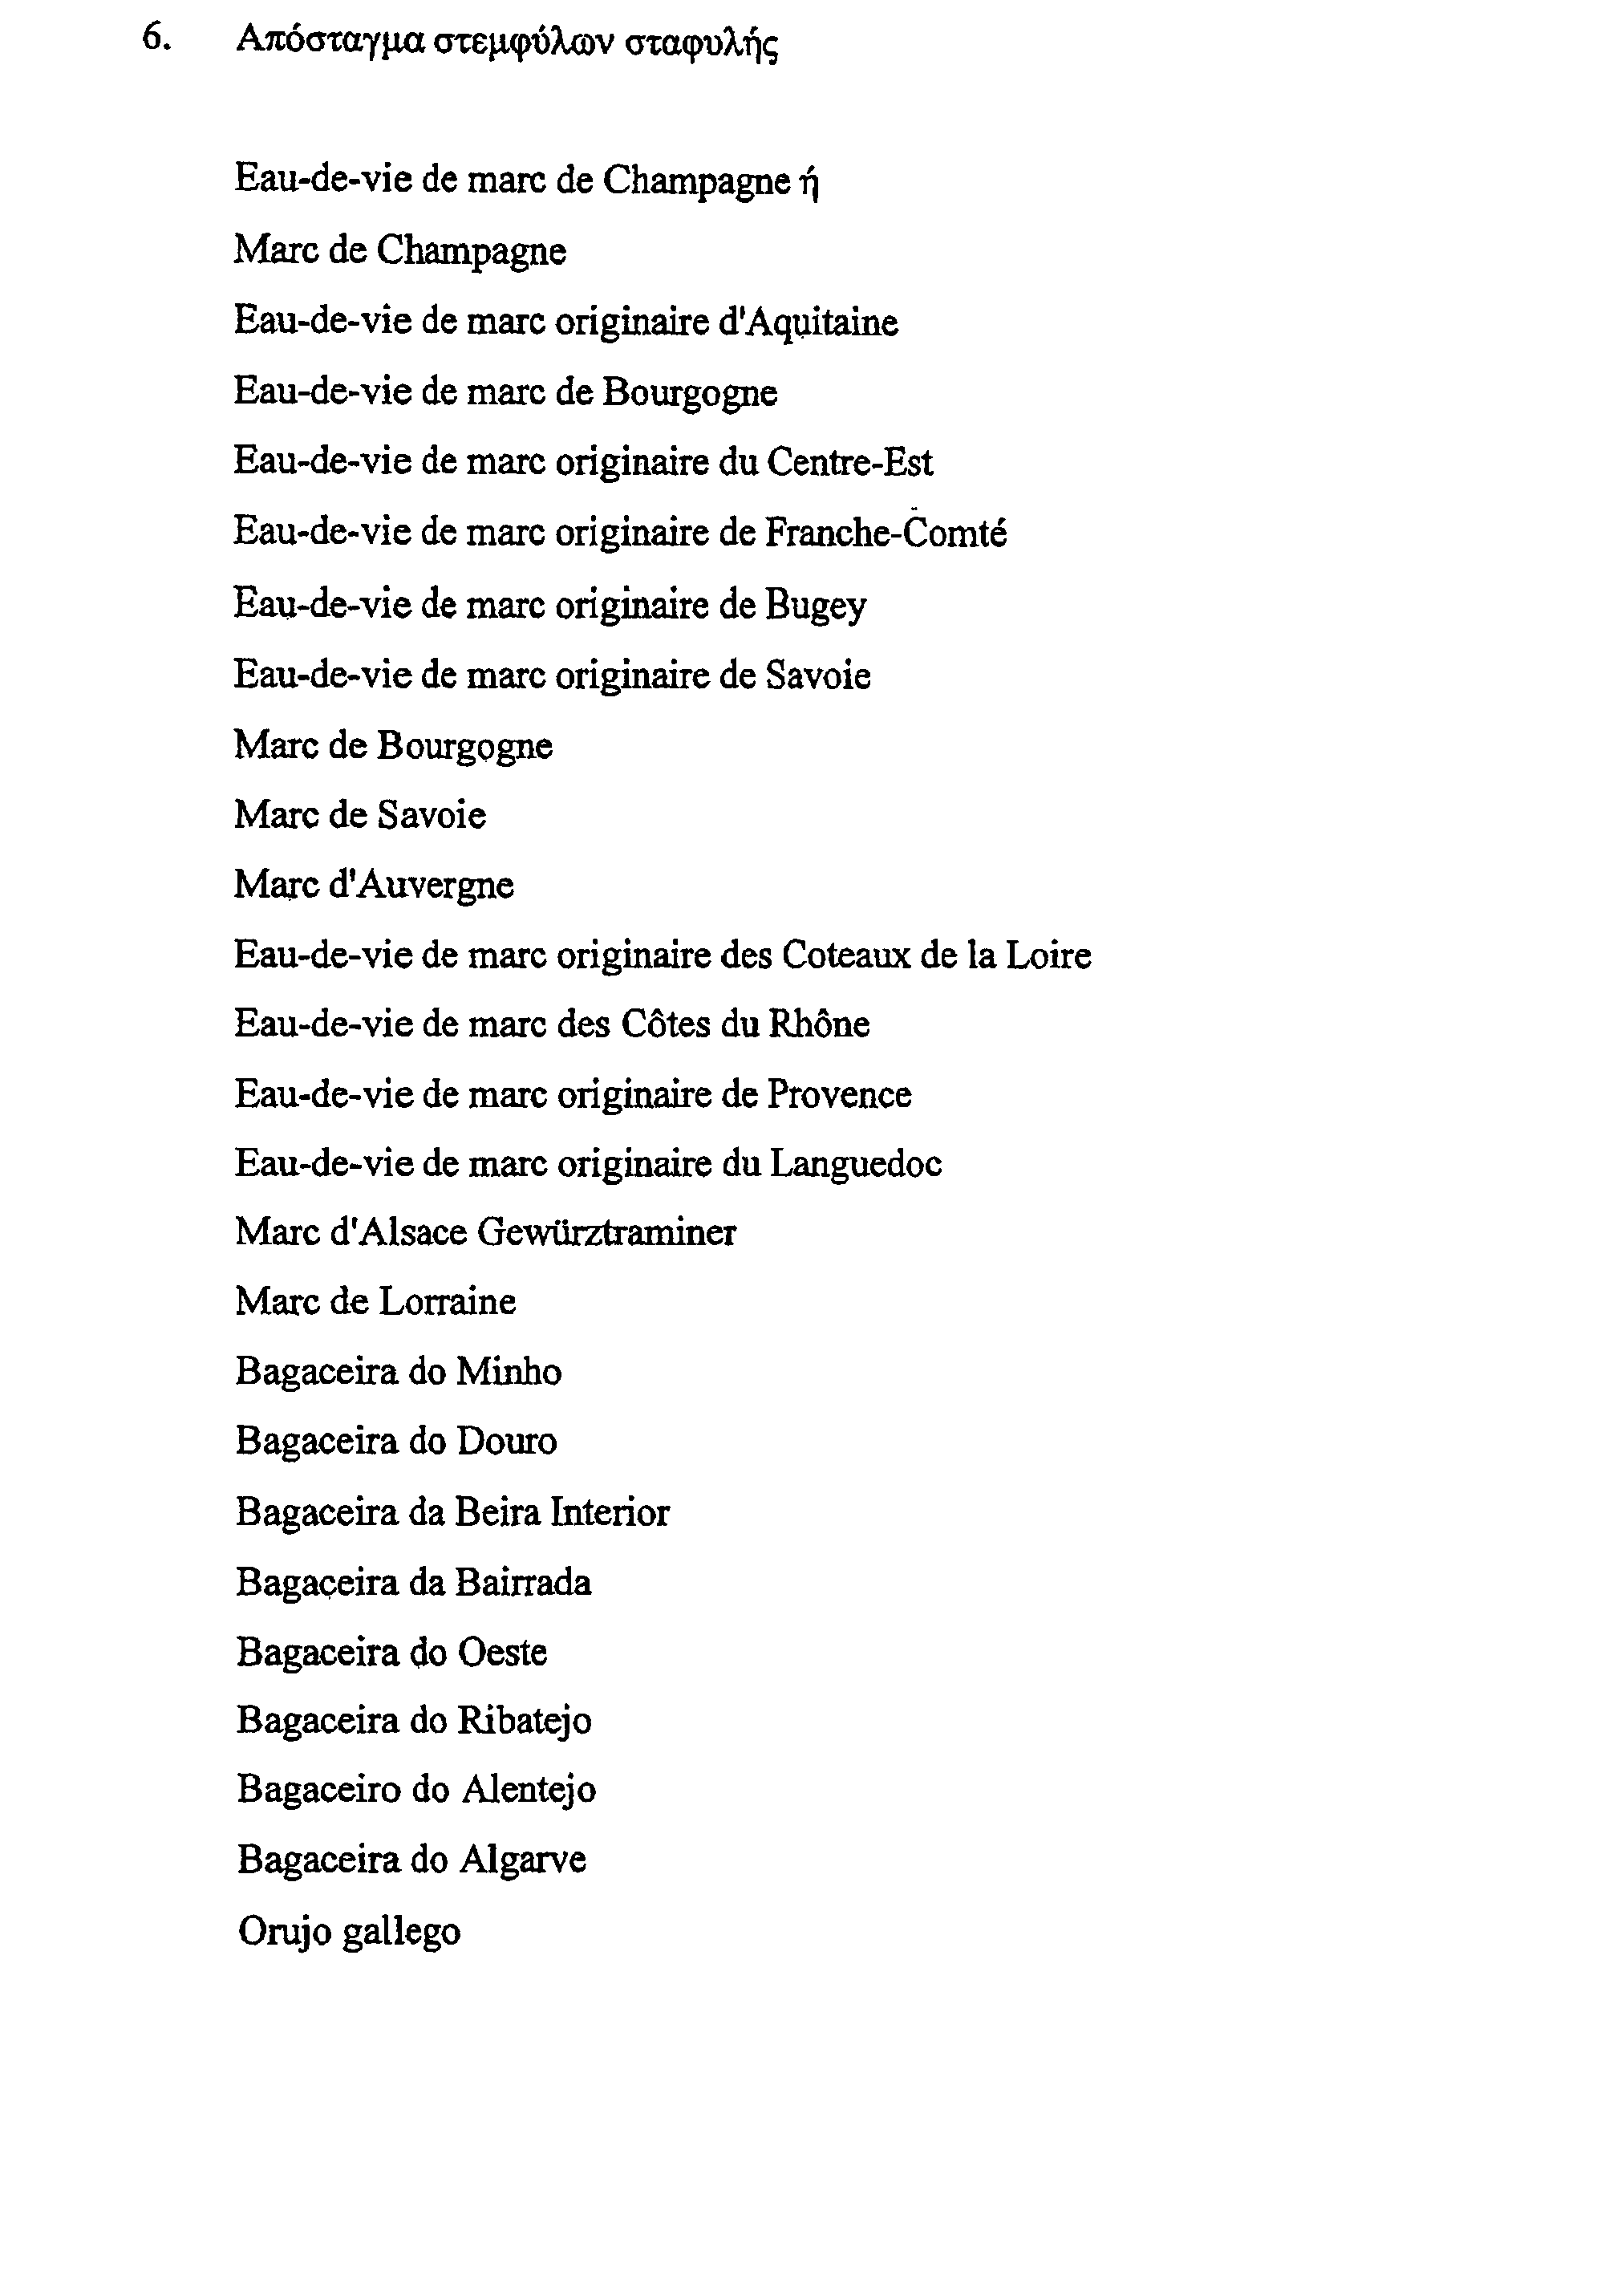 6. Απόσταγμα στεμφύλων σταφυλής
Eau-de-vie de marc de Champagne ή
Marc de Champagne
Eau-de-vie de marc originaire d'Aquitaine
Eau-de-vie de marc de Bourgogne
Eau-de-vie de marc originaire du Centre-Est
Eau-de-vie de marc originaire de Franche-Comté
Eau-de-vie de marc originaire de Bugey
Eau-de-vie de marc originaire de Savoie
Marc de Bourgogne
Marc de Savoie
Marc d'Auvergne
Eau-de-vie de marc originaire des Coteaux de la Loire
Eau-de-vie de marc des Côtes du Rhône
Eau-de-vie de marc originaire de Provence
Eau-de-vie de marc originaire du Languedoc
Marc d'Alsace Gewürztraminer
Marc de Lorraine
Bagaceira do Minho
Bagaceira do Douro
Bagaceira da Beira Interior
Bagaceira da Bairrada
Bagaceira do Oeste
Bagaceira do Ribatejo
Bagaceiro do Alentejo
Bagaceira do Algarve
Orujo gallego